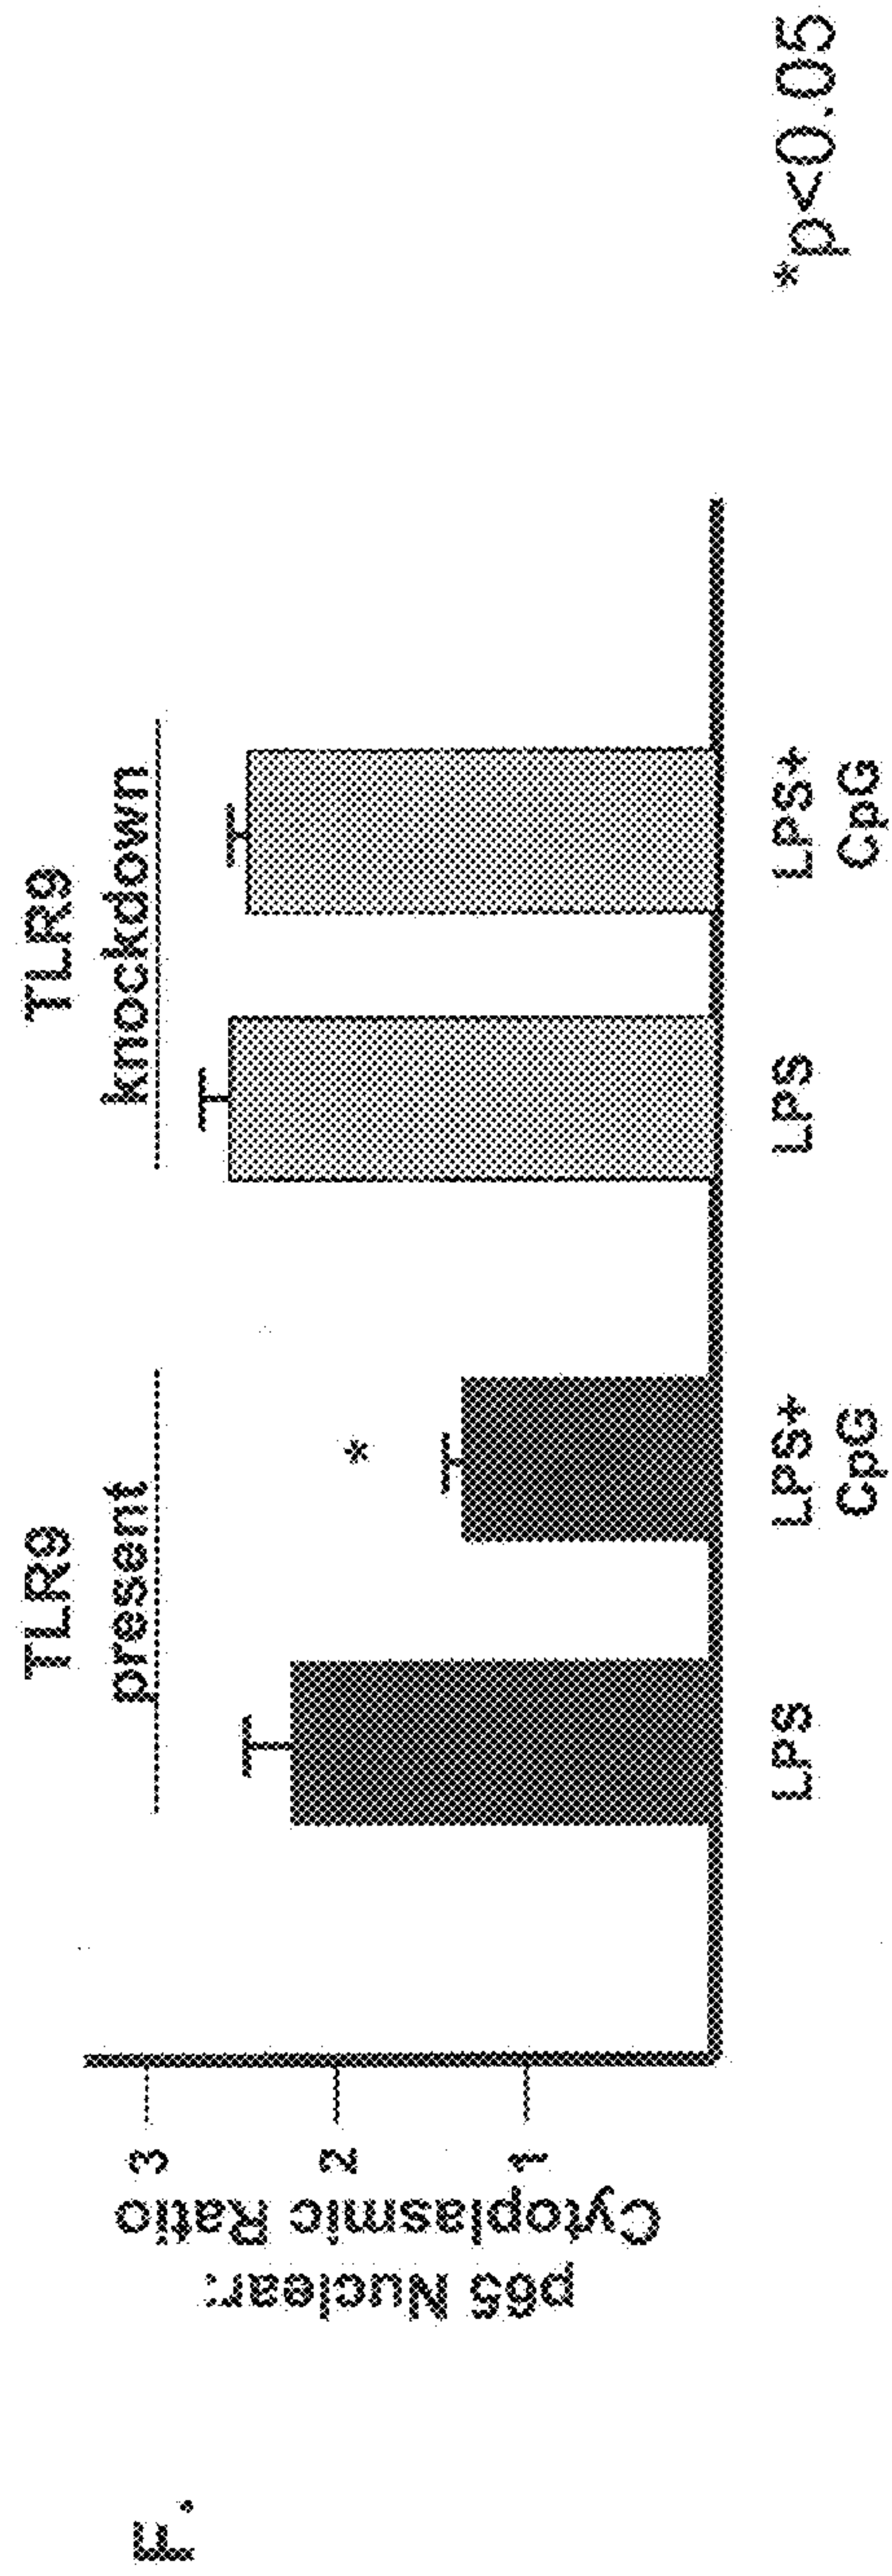 F.
TLR9
present
TLR9
knockdown
p65 Nuclear:
Cytoplasmic Ratio
3
2
1
*
LPS
LPS+
CpG
LPS
LPS+
CpG
*p<0.05